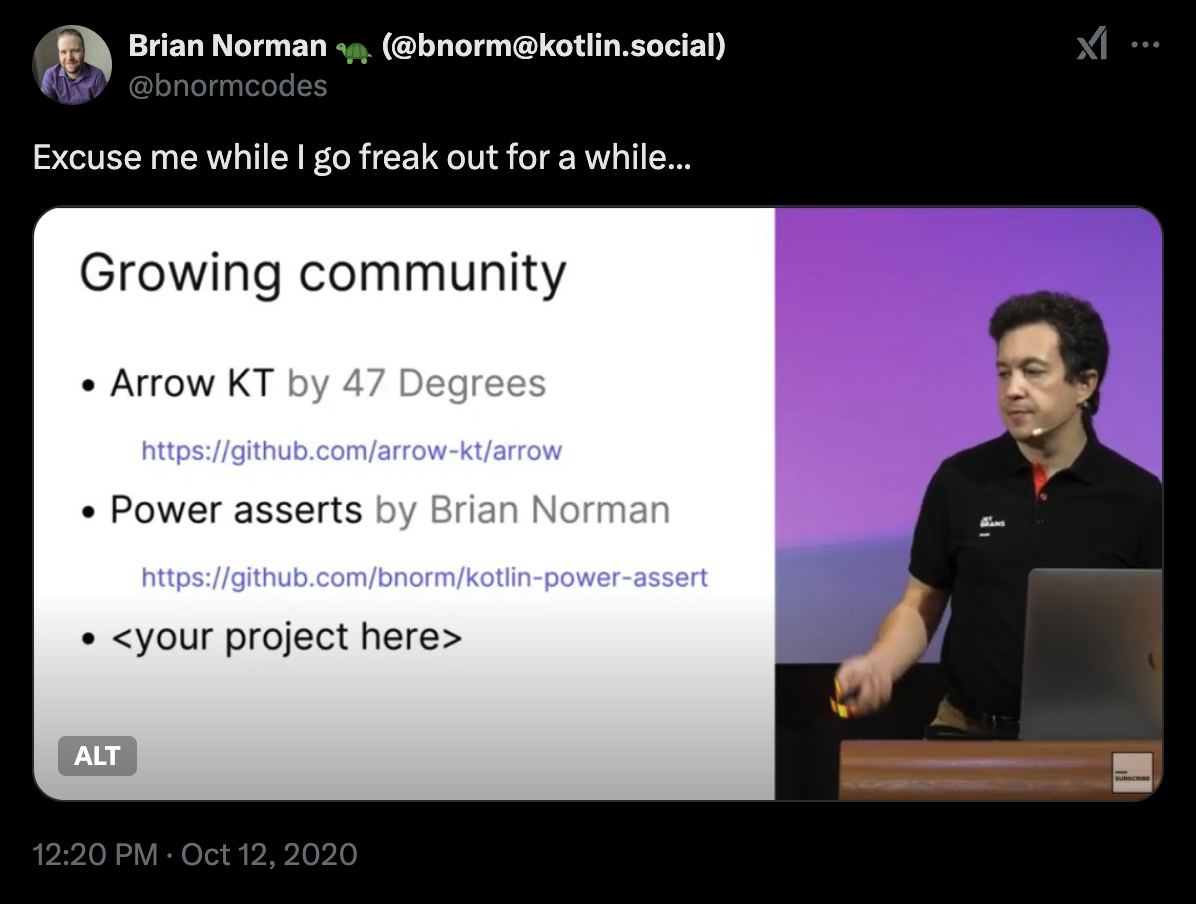 Brian Norman 🐢 (@bnorm@kotlin.social)
@bnormcodes
Excuse me while I go freak out for a while...
Growing community
• Arrow KT by 47 Degrees
https://github.com/arrow-kt/arrow
• Power asserts by Brian Norman
https://github.com/bnorm/kotlin-power-assert
• <your project here>
JET
BRAINS
ALT
SUBSCRIBE
12:20 PM · Oct 12, 2020